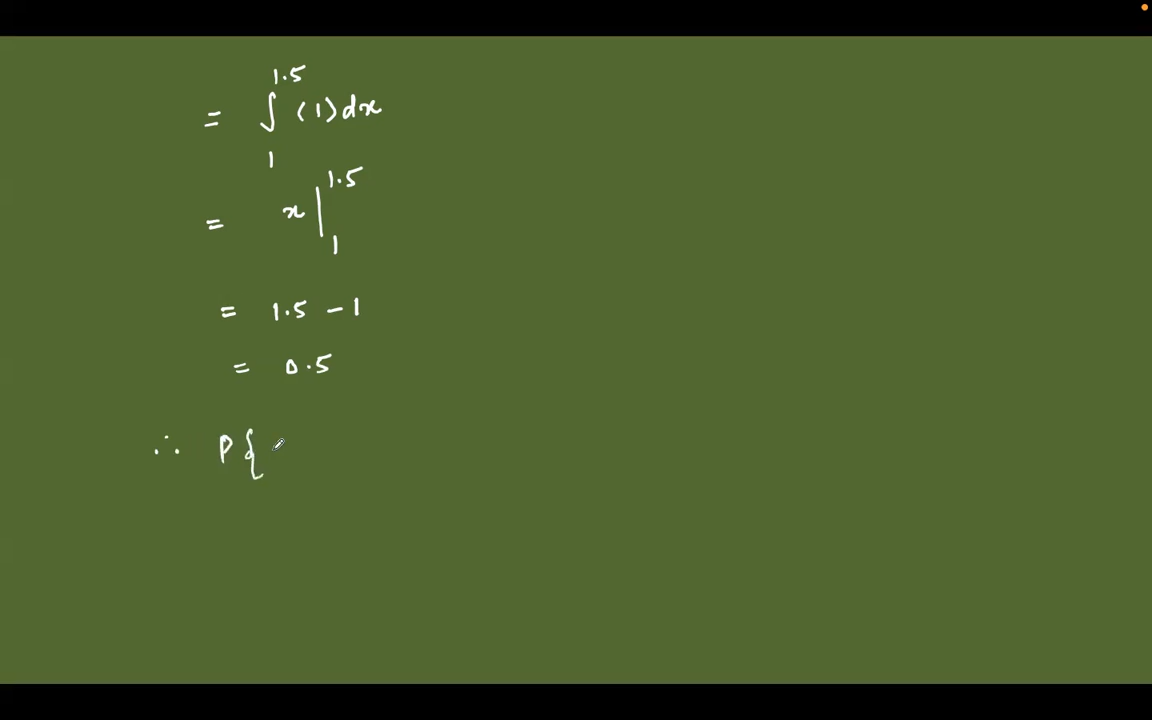 = ∫₁^1.5 (1) dx
= x |₁^1.5
= 1.5 - 1
= 0.5
∴ P{